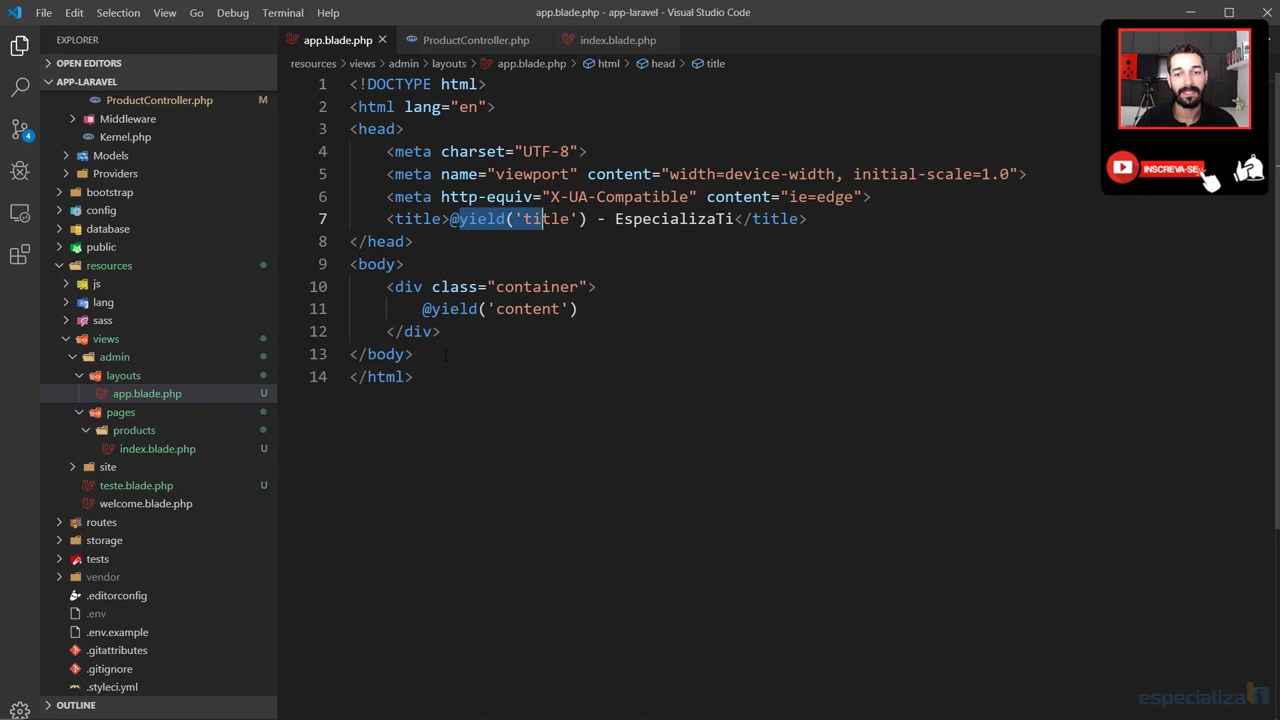 File Edit Selection View Go Debug Terminal Help
app.blade.php - app-laravel - Visual Studio Code
EXPLORER
OPEN EDITORS
APP-LARAVEL
ProductController.php M
Middleware
Kernel.php
Models
Providers
bootstrap
config
database
public
resources
js
lang
sass
views
admin
layouts
app.blade.php U
pages
products
index.blade.php U
site
teste.blade.php U
welcome.blade.php
routes
storage
tests
vendor
.editorconfig
.env
.env.example
.gitattributes
.gitignore
.styleci.yml
OUTLINE
4
app.blade.php ProductController.php index.blade.php
resources > views > admin > layouts > app.blade.php > html > head > title
1 <!DOCTYPE html>
2 <html lang="en">
3 <head>
4 <meta charset="UTF-8">
5 <meta name="viewport" content="width=device-width, initial-scale=1.0">
6 <meta http-equiv="X-UA-Compatible" content="ie=edge">
7 <title>@yield('title') - EspecializaTi</title>
8 </head>
9 <body>
10 <div class="container">
11 @yield('content')
12 </div>
13 </body>
14 </html>
INSCREVA-SE
especializati